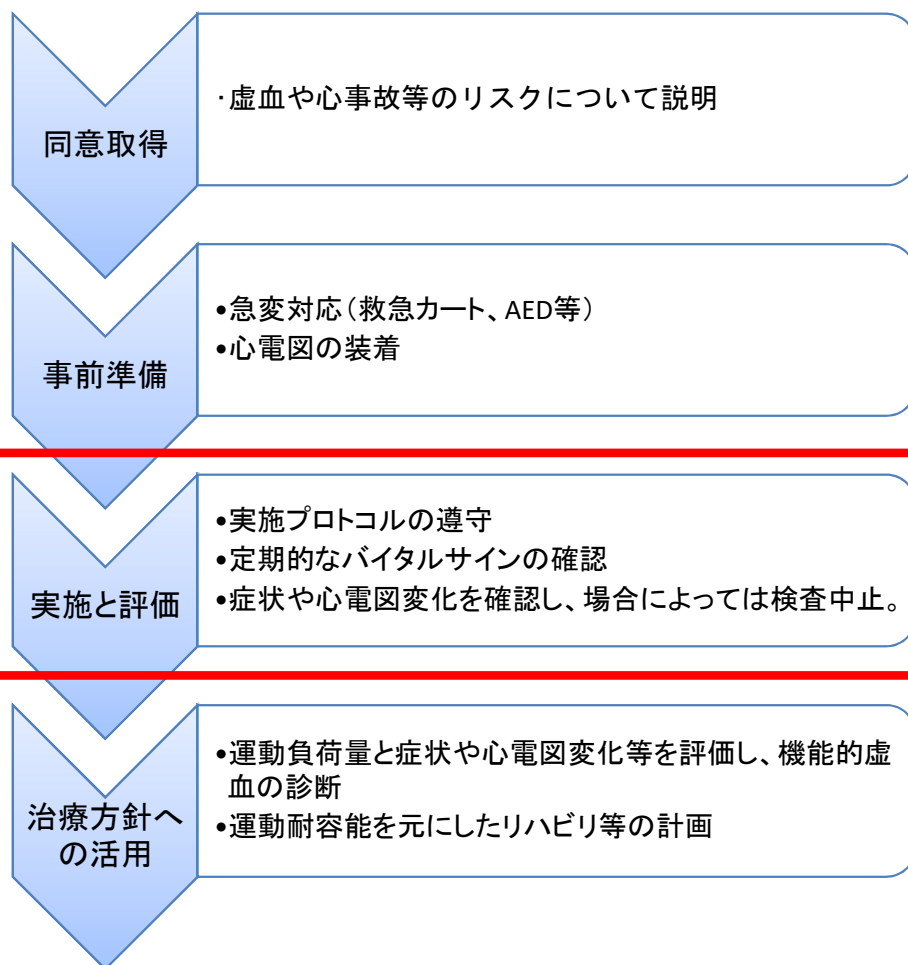 同意取得
・虚血や心事故等のリスクについて説明
事前準備
•急変対応（救急カート、AED等）
•心電図の装着
実施と評価
•実施プロトコルの遵守
•定期的なバイタルサインの確認
•症状や心電図変化を確認し、場合によっては検査中止。
治療方針へ
の活用
•運動負荷量と症状や心電図変化等を評価し、機能的虚
血の診断
•運動耐容能を元にしたリハビリ等の計画